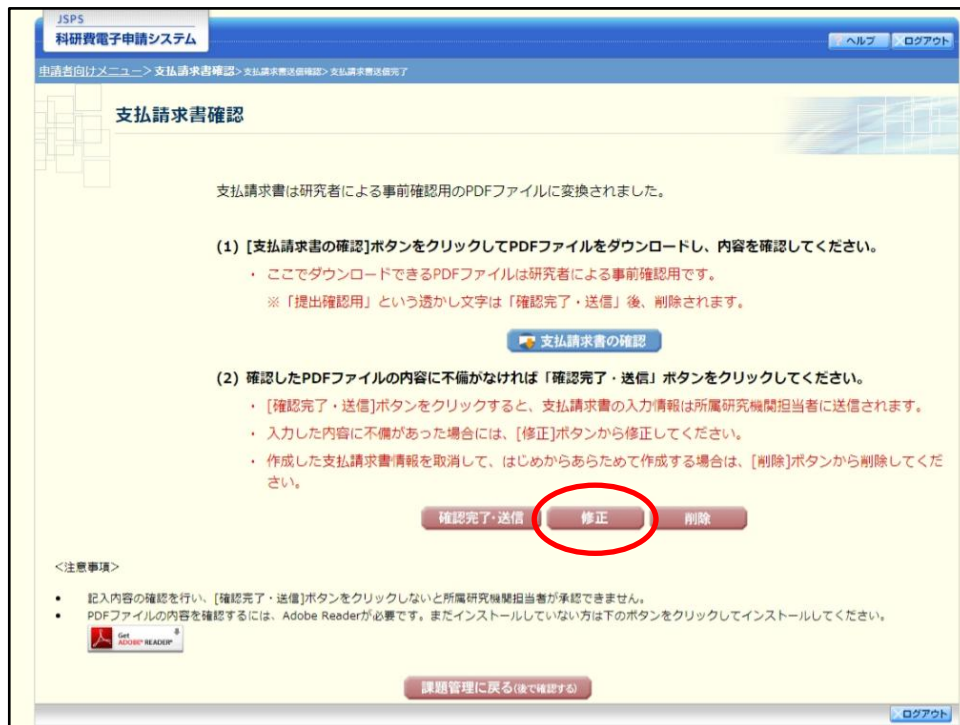 JSPS
科研費電子申請システム
ヘルプ
ログアウト
申請者向けメニュー>支払請求書確認>支払請求書送信確認>支払請求書送信完了
支払請求書確認
支払請求書は研究者による事前確認用のPDFファイルに変換されました。
(1) [支払請求書の確認]ボタンをクリックしてPDFファイルをダウンロードし、内容を確認してください。
・ ここでダウンロードできるPDFファイルは研究者による事前確認用です。
※「提出確認用」という透かし文字は「確認完了・送信」後、削除されます。
支払請求書の確認
(2) 確認したPDFファイルの内容に不備がなければ「確認完了・送信」ボタンをクリックしてください。
・ [確認完了・送信]ボタンをクリックすると、支払請求書の入力情報は所属研究機関担当者に送信されます。
・ 入力した内容に不備があった場合には、[修正]ボタンから修正してください。
・ 作成した支払請求書情報を取消して、はじめからあらためて作成する場合は、[削除]ボタンから削除してくだ
さい。
確認完了・送信
修正
削除
<注意事項>
• 記入内容の確認を行い、[確認完了・送信]ボタンをクリックしないと所属研究機関担当者が承認できません。
• PDFファイルの内容を確認するには、Adobe Readerが必要です。まだインストールしていない方は下のボタンをクリックしてインストールしてください。
Get
ADOBE® READER®
課題管理に戻る(後で確認する)
ログアウト